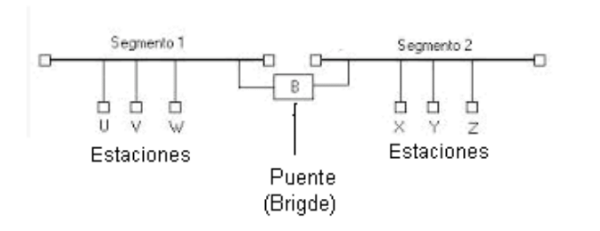 Segmento 1
Segmento 2
B
U V W
X Y Z
Estaciones
Estaciones
Puente
(Brigde)